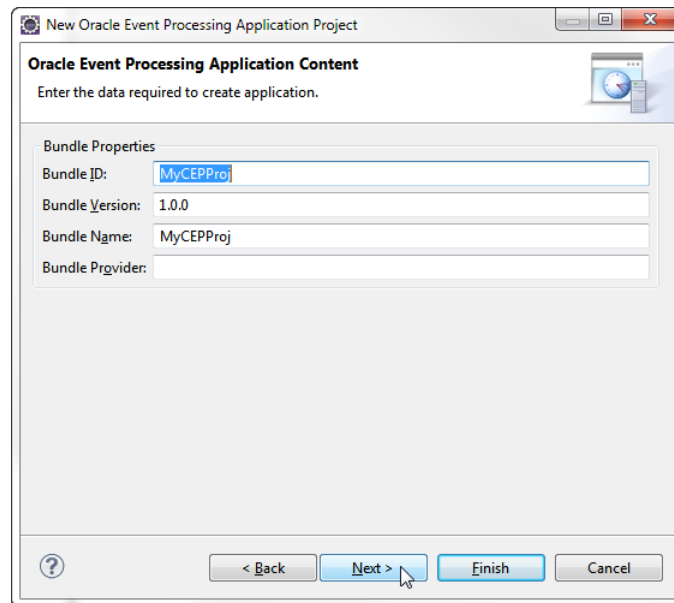 New Oracle Event Processing Application Project
Oracle Event Processing Application Content
Enter the data required to create application.
Bundle Properties
Bundle ID: MyCEPProj
Bundle Version: 1.0.0
Bundle Name: MyCEPProj
Bundle Provider:
? < Back Next > Finish Cancel